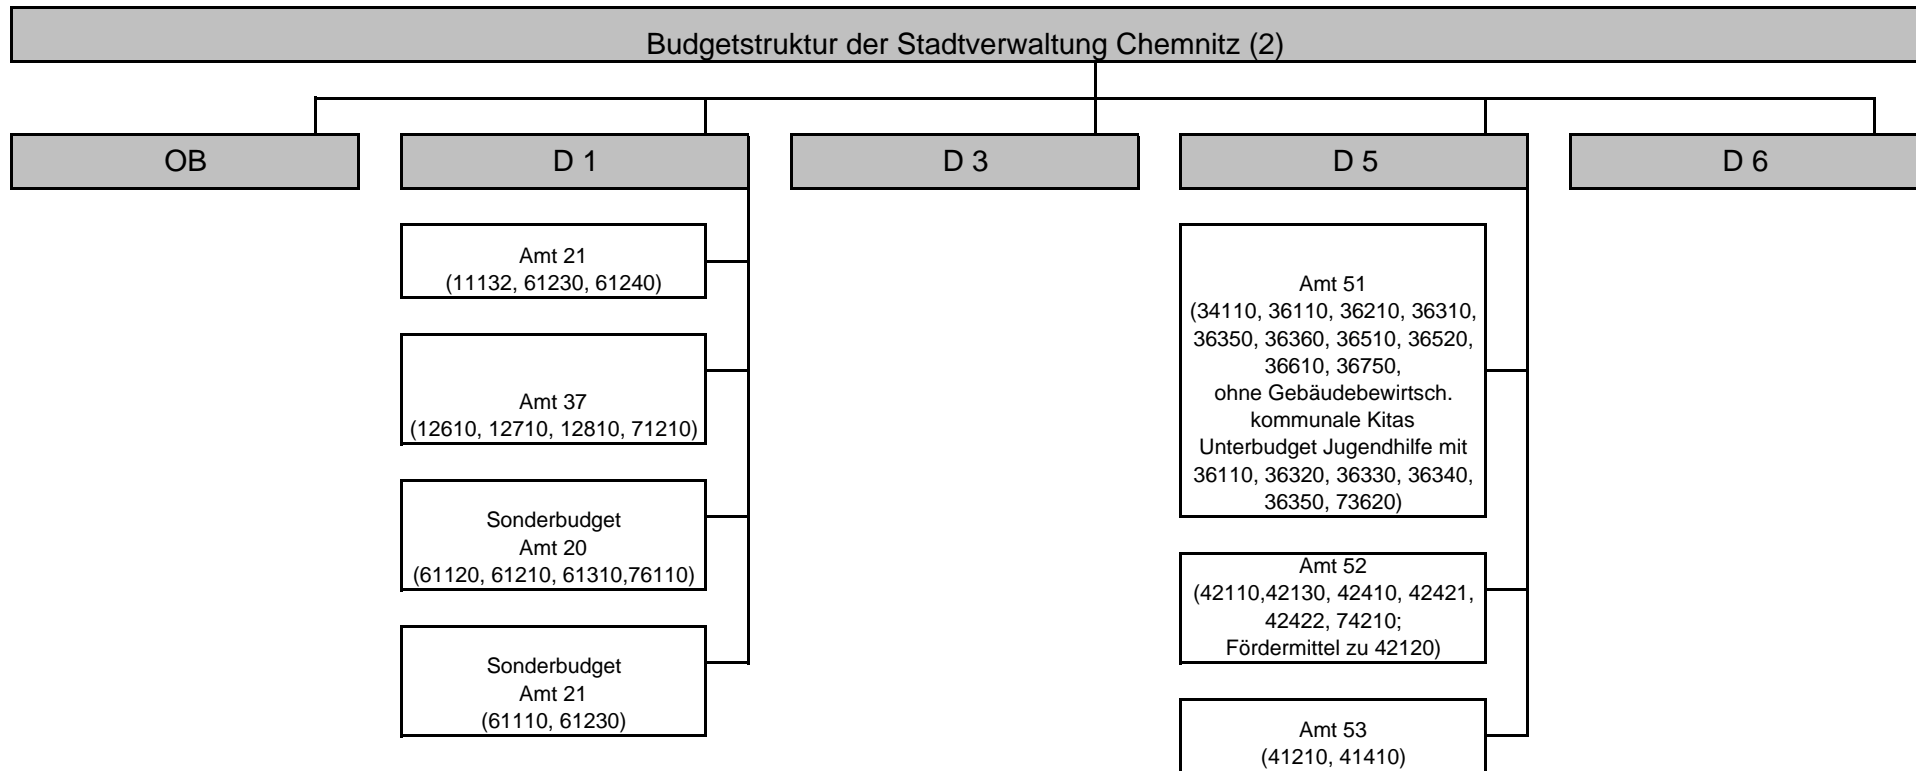 Budgetstruktur der Stadtverwaltung Chemnitz (2)
OB
D 1
D 3
D 5
D 6
Amt 21
(11132, 61230, 61240)
Amt 37
(12610, 12710, 12810, 71210)
Sonderbudget
Amt 20
(61120, 61210, 61310,76110)
Sonderbudget
Amt 21
(61110, 61230)
Amt 51
(34110, 36110, 36210, 36310,
36350, 36360, 36510, 36520,
36610, 36750,
ohne Gebäudebewirtsch.
kommunale Kitas
Unterbudget Jugendhilfe mit
36110, 36320, 36330, 36340,
36350, 73620)
Amt 52
(42110,42130, 42410, 42421,
42422, 74210;
Fördermittel zu 42120)
Amt 53
(41210, 41410)